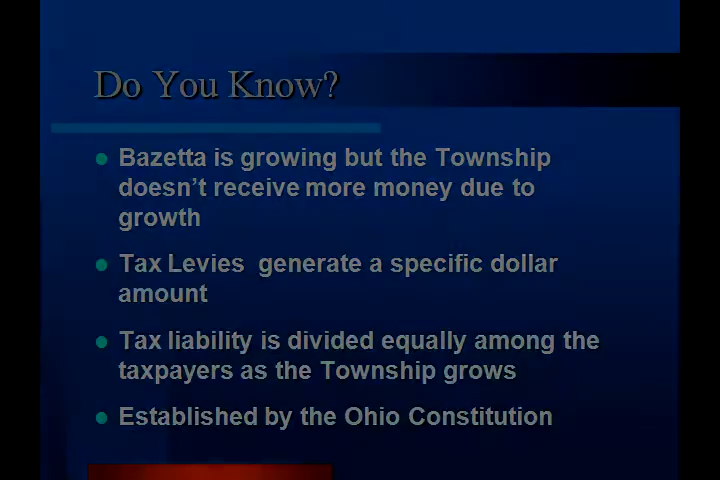 Do You Know?
Bazetta is growing but the Township
doesn’t receive more money due to
growth
Tax Levies  generate a specific dollar
amount
Tax liability is divided equally among the
taxpayers as the Township grows
Established by the Ohio Constitution